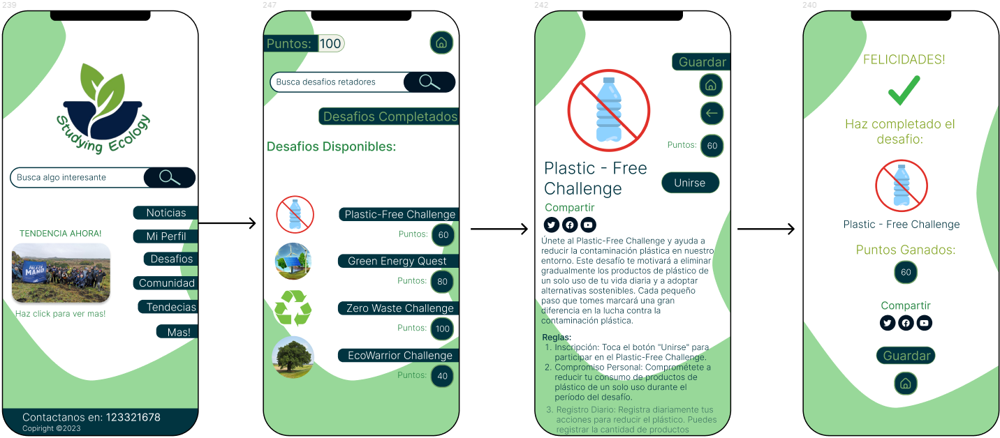 239
Studying Ecology
Busca algo interesante
Noticias
TENDENCIA AHORA!
Mi Perfil
Desafios
PALA EN
MANO
Comunidad
Tendecias
Haz click para ver mas!
Mas!
Contactanos en: 123321678
Copiright ©2023
247
Puntos: 100
Busca desafios retadores
Desafios Completados
Desafios Disponibles:
Plastic-Free Challenge
Puntos: 60
Green Energy Quest
Puntos: 80
Zero Waste Challenge
Puntos: 100
EcoWarrior Challenge
Puntos: 40
242
Guardar
Puntos: 60
Plastic - Free
Challenge
Unirse
Compartir
Únete al Plastic-Free Challenge y ayuda a
reducir la contaminación plástica en nuestro
entorno. Este desafío te motivará a eliminar
gradualmente los productos de plástico de
un solo uso de tu vida diaria y a adoptar
alternativas sostenibles. Cada pequeño
paso que tomes marcará una gran
diferencia en la lucha contra la
contaminación plástica.
Reglas:
1. Inscripción: Toca el botón "Unirse" para
participar en el Plastic-Free Challenge.
2. Compromiso Personal: Comprométete a
reducir tu consumo de productos de
plástico de un solo uso durante el
período del desafío.
3. Registro Diario: Registra diariamente tus
acciones para reducir el plástico. Puedes
registrar la cantidad de productos
240
FELICIDADES!
Haz completado el
desafio:
Plastic - Free Challenge
Puntos Ganados:
60
Compartir
Guardar